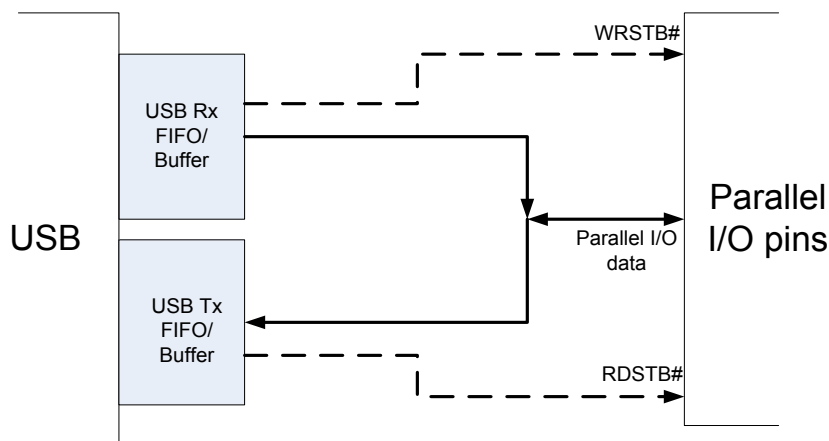 WRSTB#
USB Rx
FIFO/
Buffer
USB
Parallel
I/O pins
Parallel I/O
data
USB Tx
FIFO/
Buffer
RDSTB#